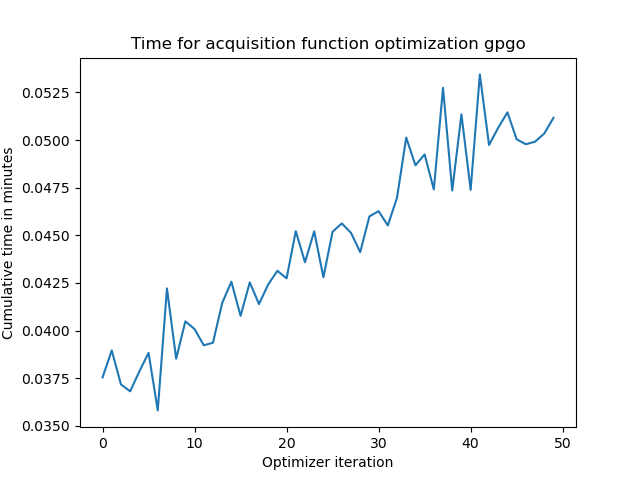 Time for acquisition function optimization gpgo
0.0525
0.0500
0.0475
0.0450
0.0425
0.0400
0.0375
0.0350
Cumulative time in minutes
0 10 20 30 40 50
Optimizer iteration